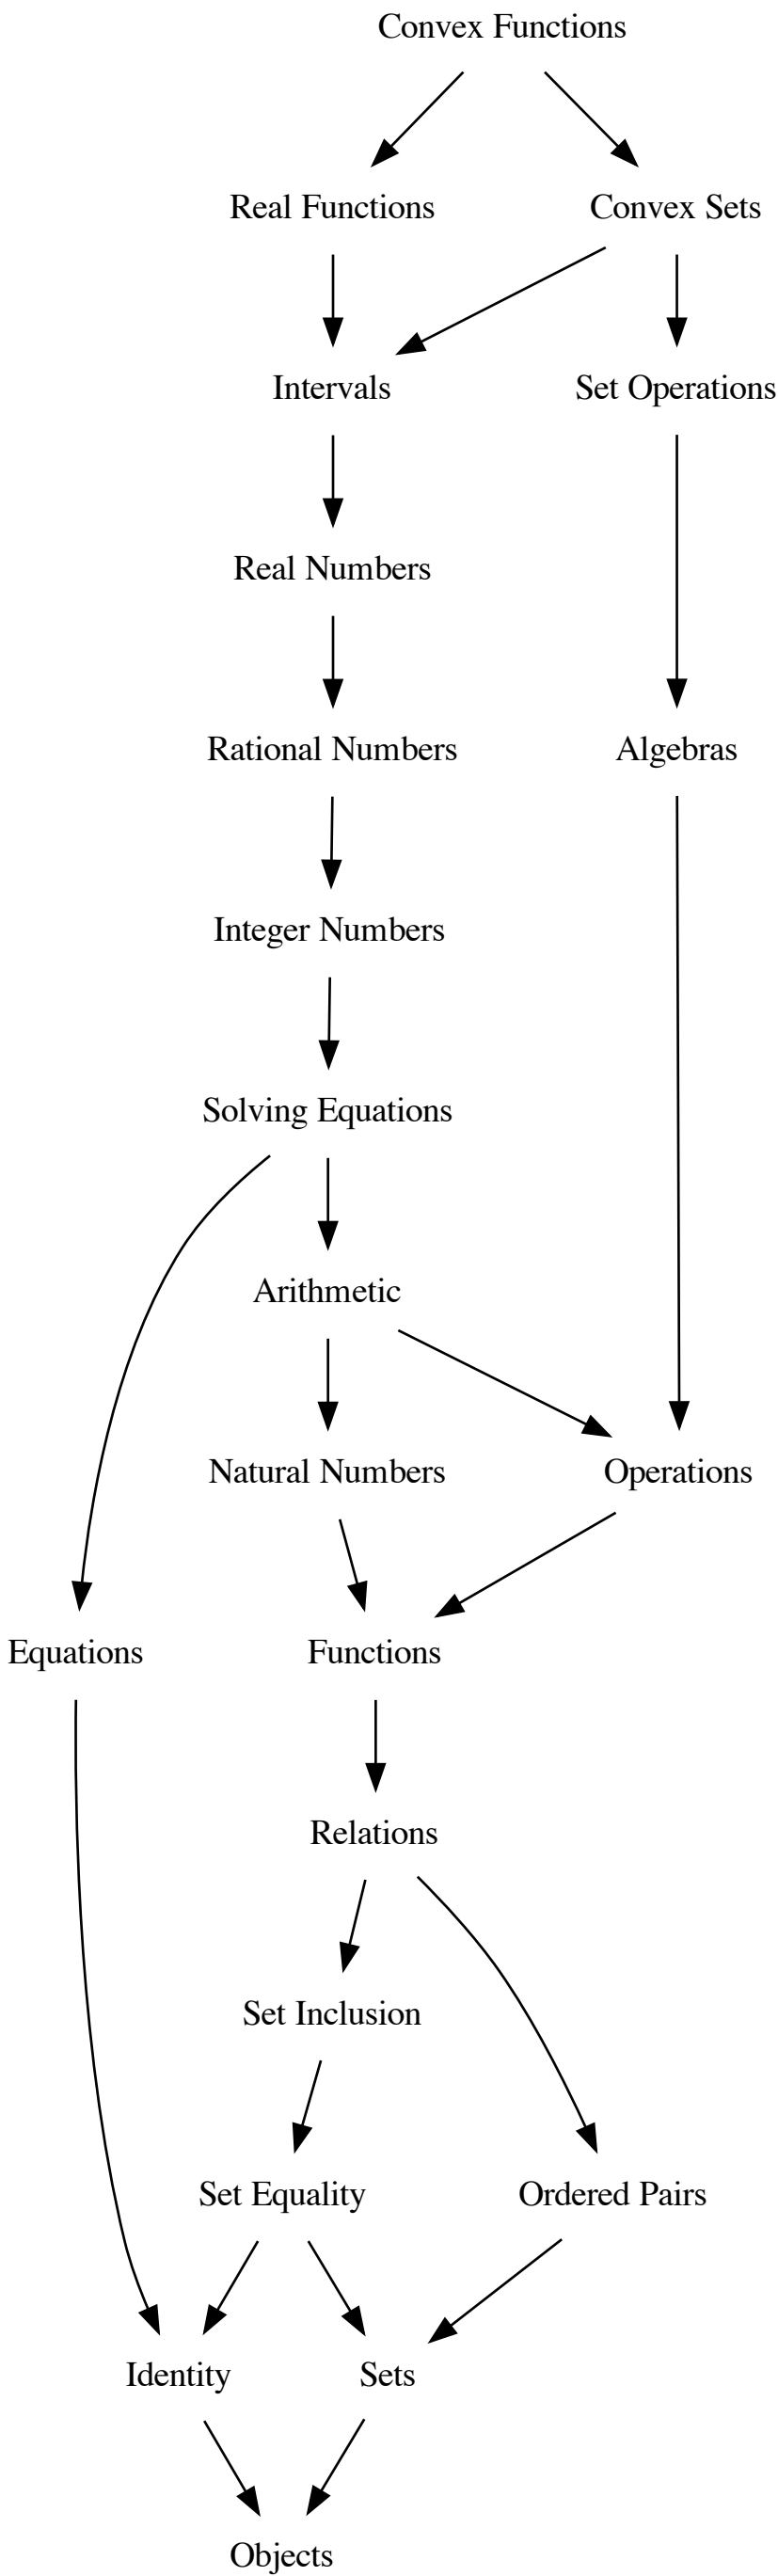 Convex Functions
Real Functions
Convex Sets
Intervals
Set Operations
Real Numbers
Rational Numbers
Algebras
Integer Numbers
Solving Equations
Arithmetic
Natural Numbers
Operations
Equations
Functions
Relations
Set Inclusion
Set Equality
Ordered Pairs
Identity
Sets
Objects